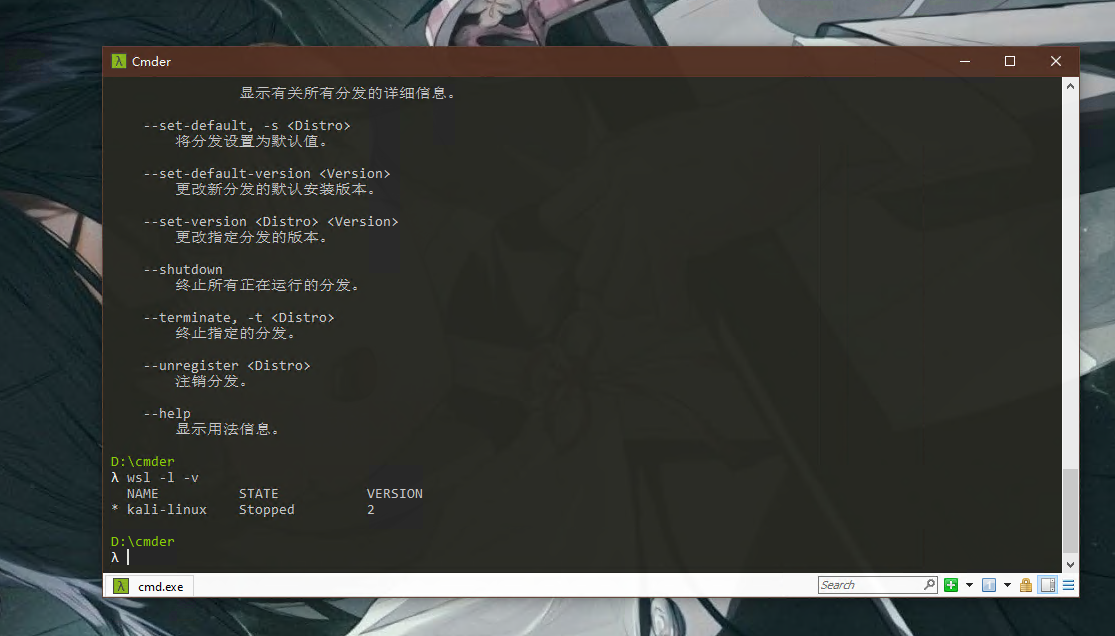 Cmder
显示有关所有分发的详细信息。
--set-default, -s <Distro>
将分发设置为默认值。
--set-default-version <Version>
更改新分发的默认安装版本。
--set-version <Distro> <Version>
更改指定分发的版本。
--shutdown
终止所有正在运行的分发。
--terminate, -t <Distro>
终止指定的分发。
--unregister <Distro>
注销分发。
--help
显示用法信息。
D:\cmder
λ wsl -l -v
NAME STATE VERSION
* kali-linux Stopped 2
D:\cmder
λ
cmd.exe
Search